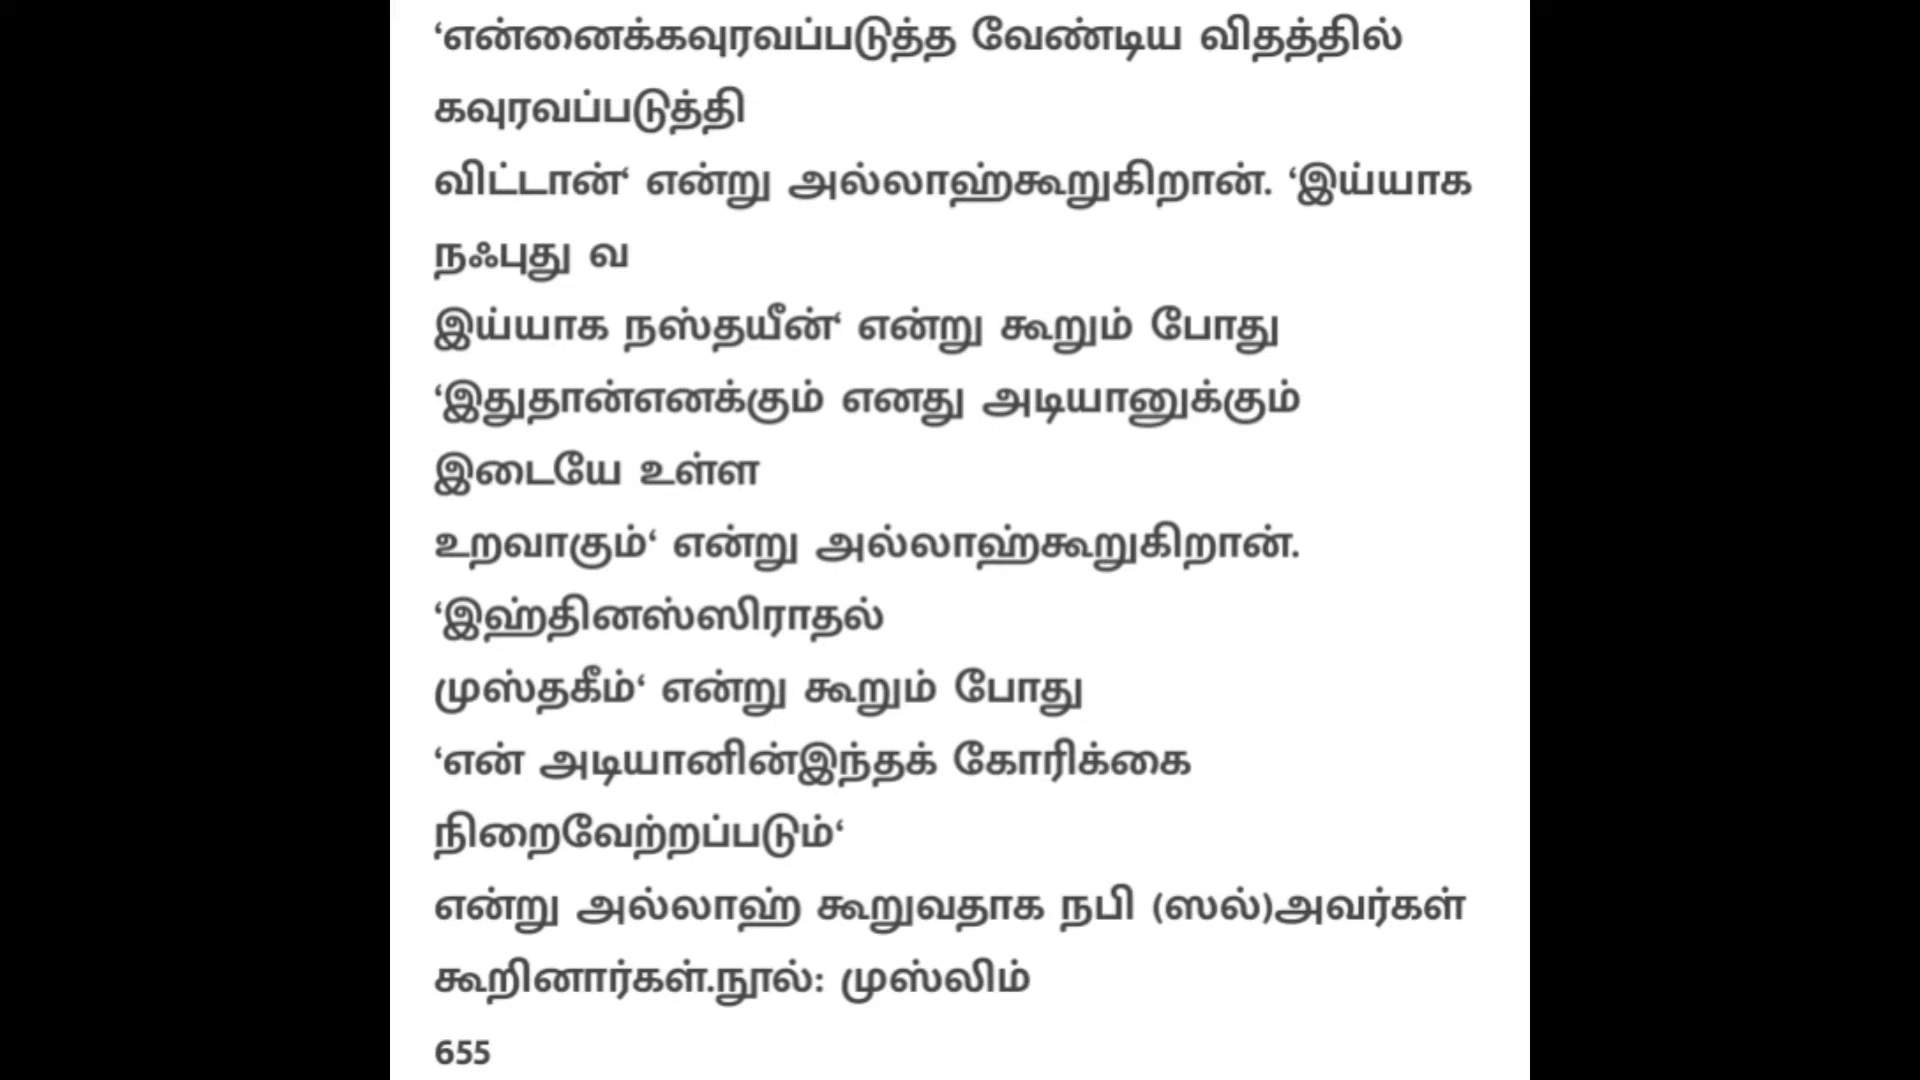 ‘என்னைக்கவுரவப்படுத்த வேண்டிய விதத்தில்
கவுரவப்படுத்தி
விட்டான்‘ என்று அல்லாஹ்கூறுகிறான். ‘இய்யாக
நஃபுது வ
இய்யாக நஸ்தயீன்‘ என்று கூறும் போது
‘இதுதான்எனக்கும் எனது அடியானுக்கும்
இடையே உள்ள
உறவாகும்‘ என்று அல்லாஹ்கூறுகிறான்.
‘இஹ்தினஸ்ஸிராதல்
முஸ்தகீம்‘ என்று கூறும் போது
‘என் அடியானின்இந்தக் கோரிக்கை
நிறைவேற்றப்படும்‘
என்று அல்லாஹ் கூறுவதாக நபி (ஸல்)அவர்கள்
கூறினார்கள்.நூல்: முஸ்லிம்
655